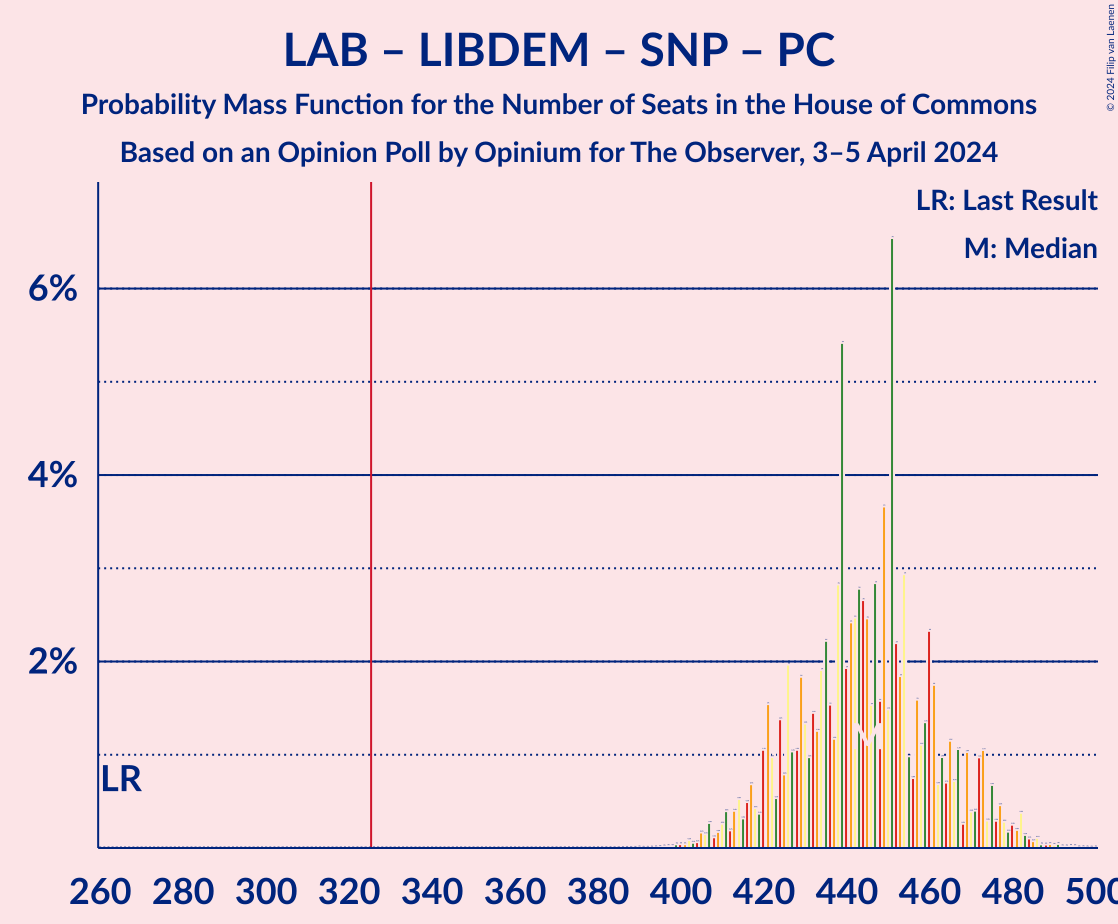 LAB – LIBDEM – SNP – PC
Probability Mass Function for the Number of Seats in the House of Commons
Based on an Opinion Poll by Opinium for The Observer, 3–5 April 2024
© 2024 Filip van Laenen
LR: Last Result
M: Median
6%
4%
2%
LR
M
260 280 300 320 340 360 380 400 420 440 460 480 500